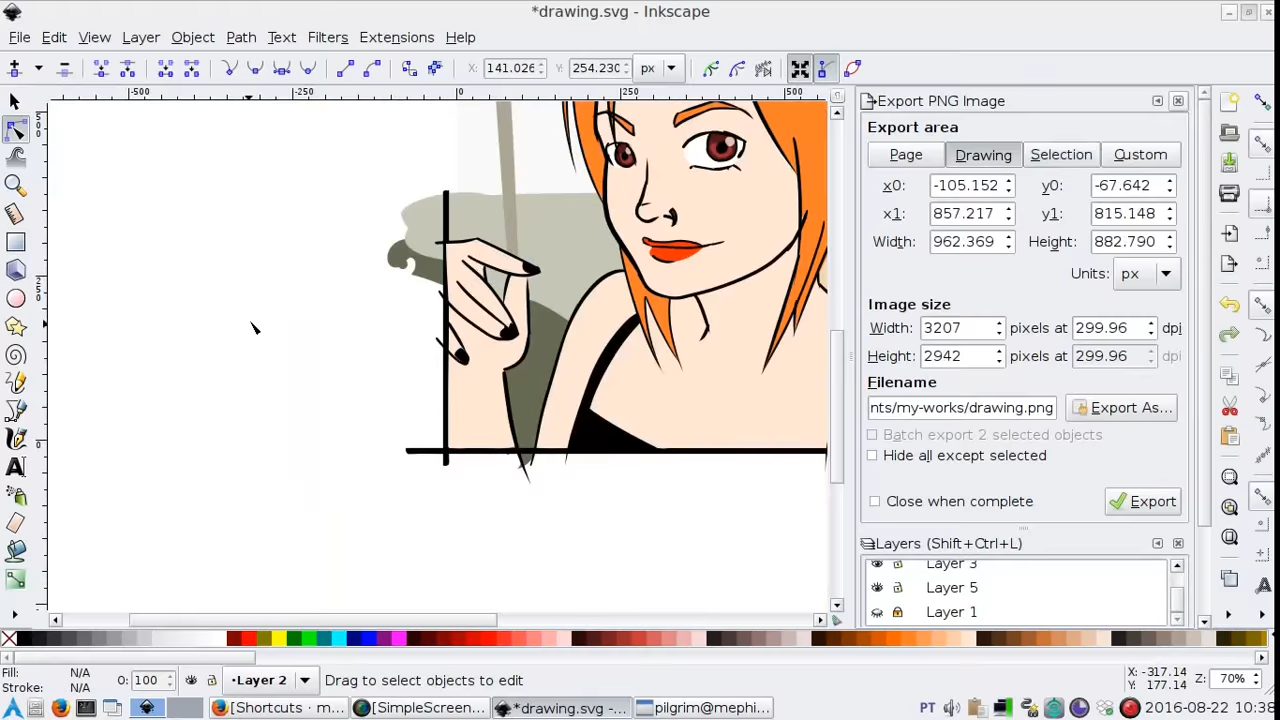 *drawing.svg - Inkscape
File Edit View Layer Object Path Text Filters Extensions Help
X: 141.026 Y: 254.230 px
-500 -250 0 250 500
Export PNG Image
Export area
Page Drawing Selection Custom
x0: -105.152 y0: -67.642
x1: 857.217 y1: 815.148
Width: 962.369 Height: 882.790
Units: px
Image size
Width: 3207 pixels at 299.96 dpi
Height: 2942 pixels at 299.96 dpi
Filename
nts/my-works/drawing.png Export As...
Batch export 2 selected objects
Hide all except selected
Close when complete Export
Layers (Shift+Ctrl+L)
Layer 3
Layer 5
Layer 1
Fill: N/A
Stroke: N/A
O: 100
Layer 2
Drag to select objects to edit
X: -317.14
Y: 177.14
Z: 70%
[Shortcuts · m...
[SimpleScreen...
*drawing.svg -...
pilgrim@mephi...
PT
2016-08-22 10:38